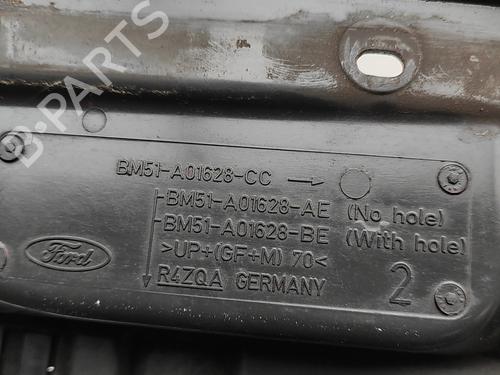 B-PARTS
BM51-A01628-CC
BM51-A01628-AE (No hole)
BM51-A01628-BE (With hole)
>UP+(GF+M) 70<
R4ZQA GERMANY
Ford
2
B-PARTS